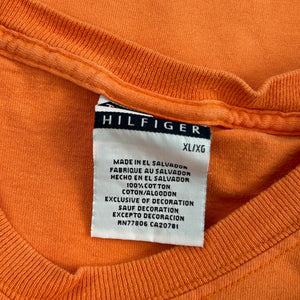 HILFIGER
XL/XG
MADE IN EL SALVADOR
FABRIQUE AU SALVADOR
HECHO EN EL SALVADOR
100%COTTON
COTON/ALGODON
EXCLUSIVE OF DECORATION
SAUF DECORATION
EXCEPTO DECORACION
RN77806 CA20781